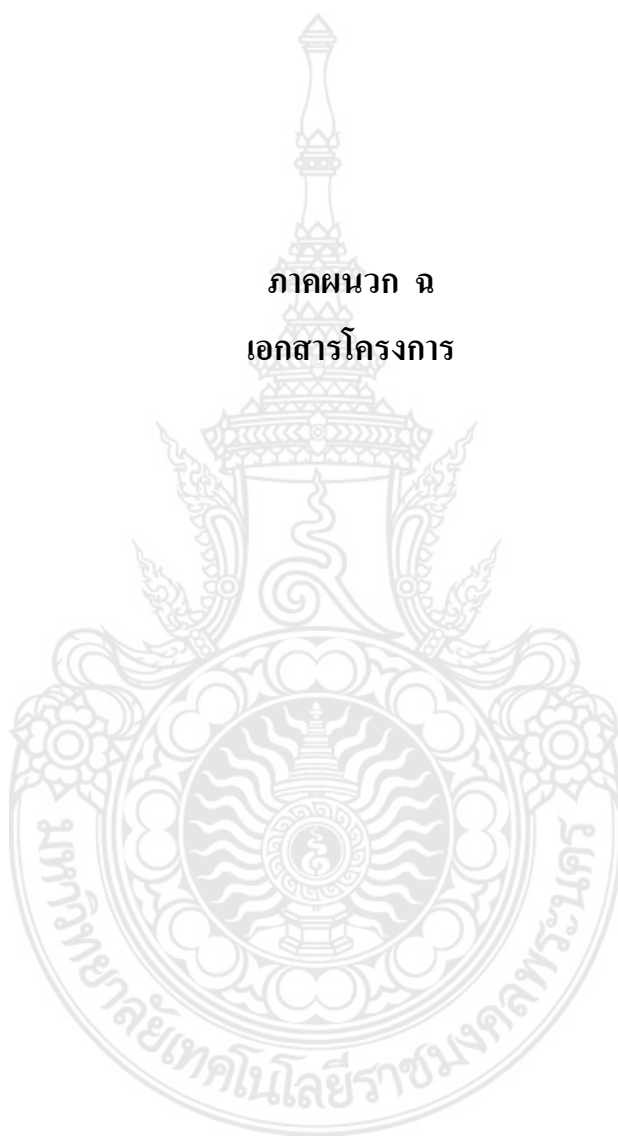 ภาคผนวก ฉ
เอกสารโครงการ
มหาวิทยาลัยเทคโนโลยีราชมงคลพระนคร